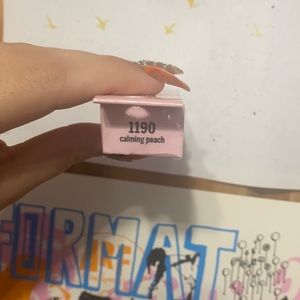 1190
calming peach
FORMAT